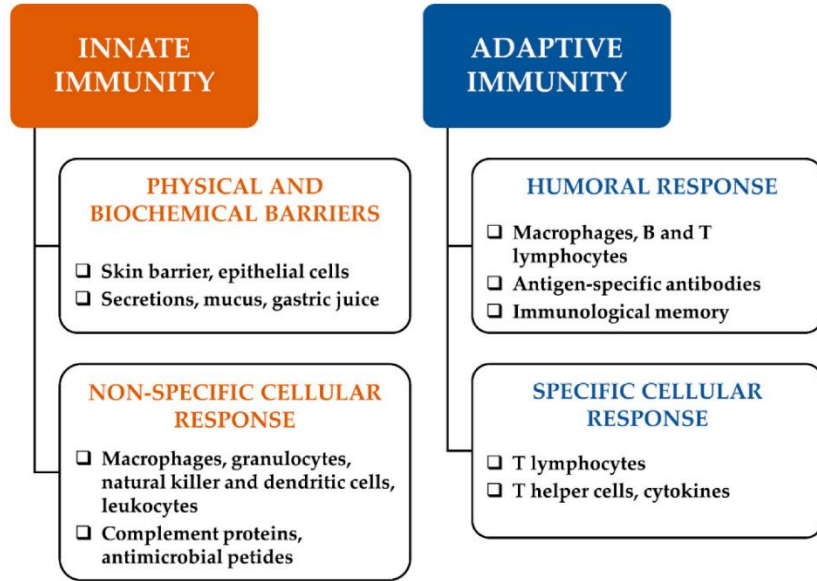 INNATE
IMMUNITY
PHYSICAL AND
BIOCHEMICAL BARRIERS
❑ Skin barrier, epithelial cells
❑ Secretions, mucus, gastric juice
NON-SPECIFIC CELLULAR
RESPONSE
❑ Macrophages, granulocytes,
natural killer and dendritic cells,
leukocytes
❑ Complement proteins,
antimicrobial petides
ADAPTIVE
IMMUNITY
HUMORAL RESPONSE
❑ Macrophages, B and T
lymphocytes
❑ Antigen-specific antibodies
❑ Immunological memory
SPECIFIC CELLULAR
RESPONSE
❑ T lymphocytes
❑ T helper cells, cytokines